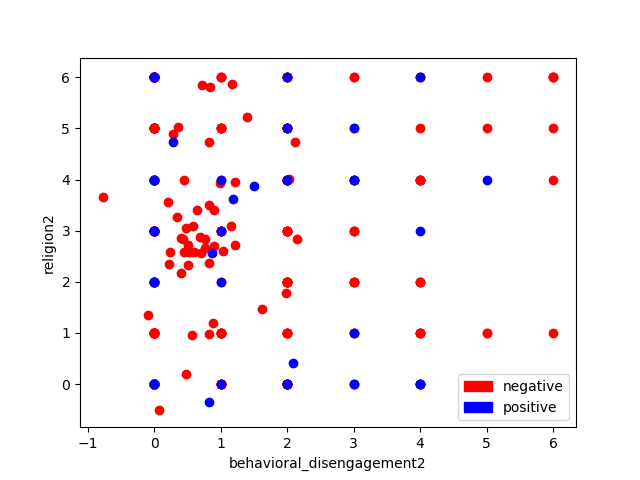 6
5
4
3
2
1
0
religion2
−1 0 1 2 3 4 5 6
behavioral_disengagement2
negative
positive